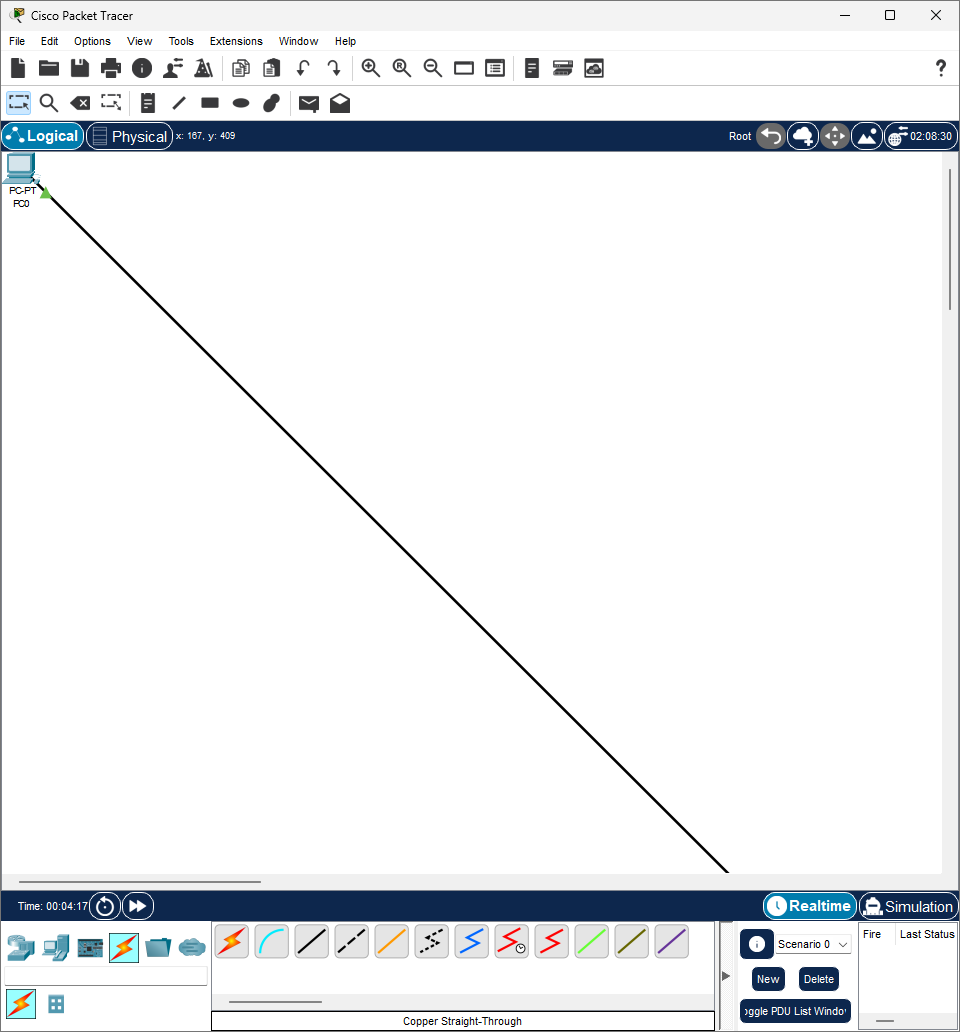 Cisco Packet Tracer
File Edit Options View Tools Extensions Window Help
Logical Physical x: 167, y: 409 Root 02:08:30
PC-PT
PC0
Time: 00:04:17 Realtime Simulation
Scenario 0 Fire Last Status
New Delete
oggle PDU List Windo
Copper Straight-Through